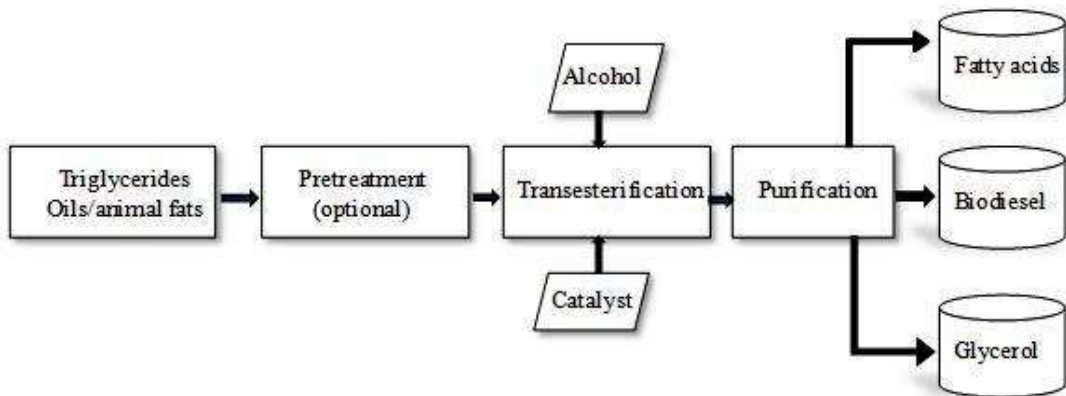 Triglycerides
Oils/animal fats
Pretreatment
(optional)
Alcohol
Transesterification
Catalyst
Purification
Fatty acids
Biodiesel
Glycerol